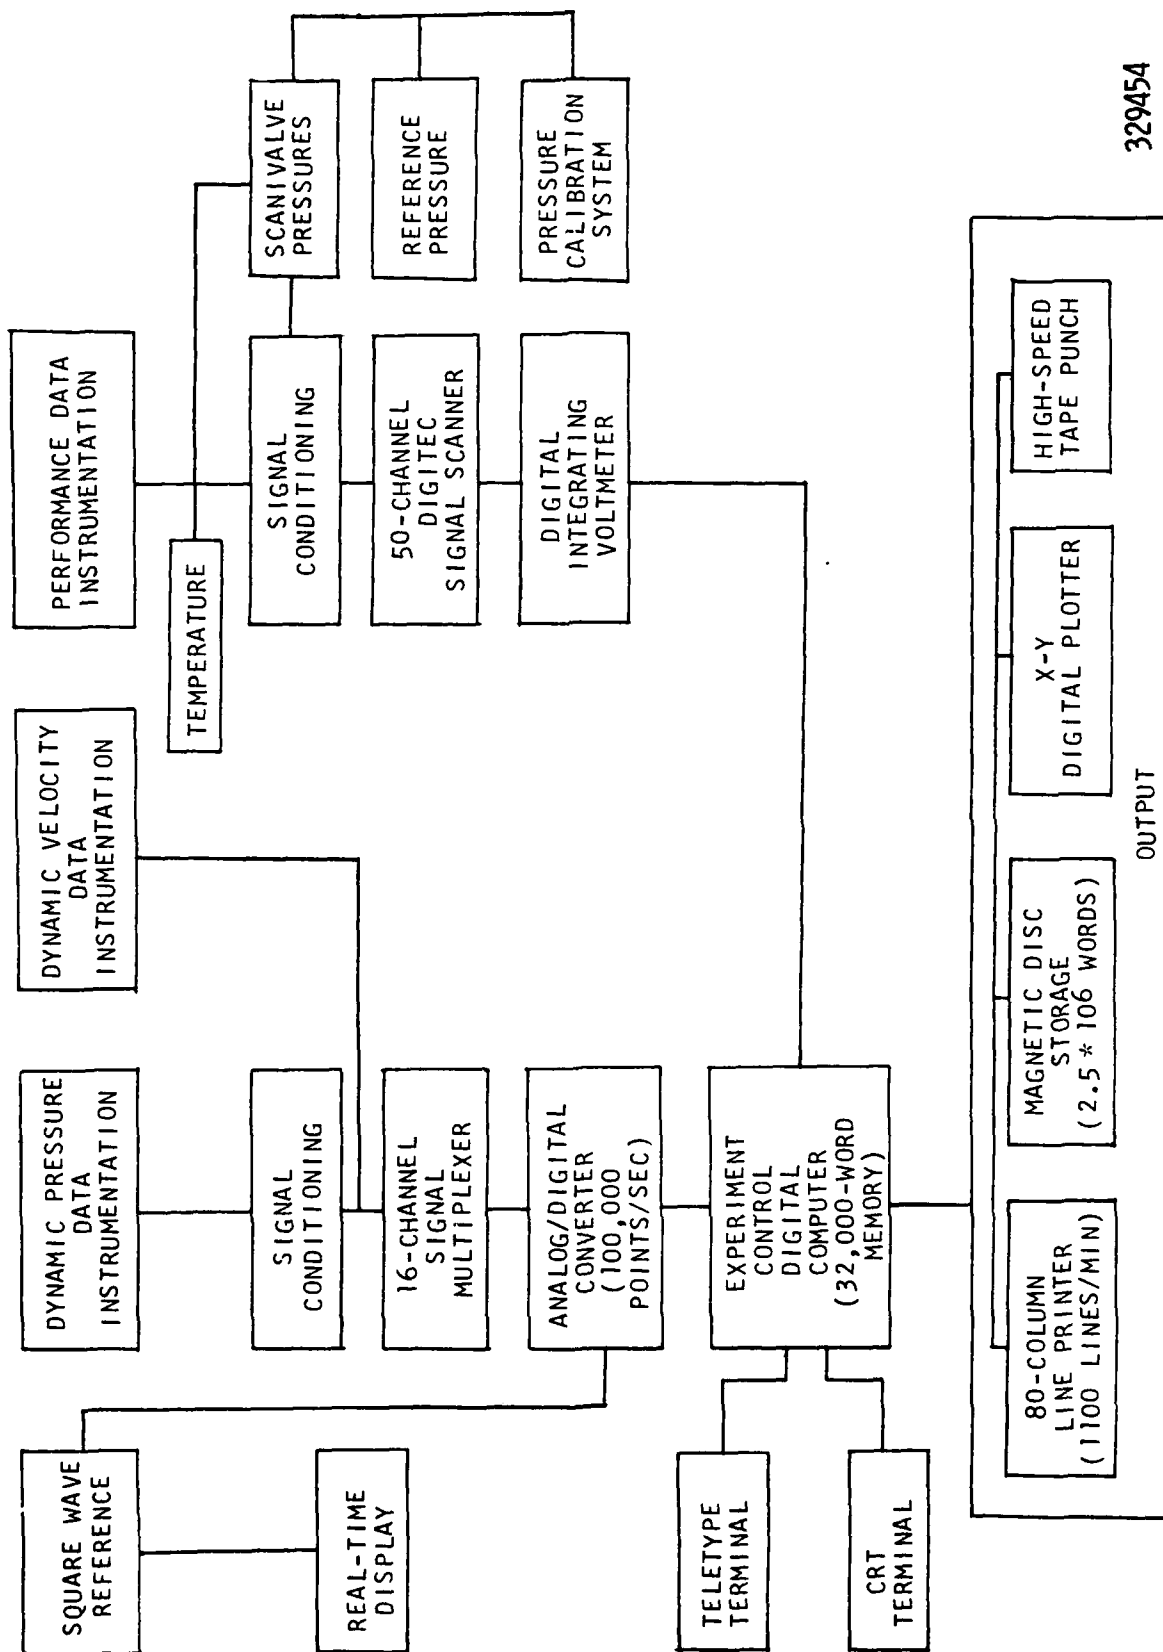 SQUARE WAVE
REFERENCE
DYNAMIC PRESSURE
DATA
INSTRUMENTATION
DYNAMIC VELOCITY
DATA
INSTRUMENTATION
PERFORMANCE DATA
INSTRUMENTATION
TEMPERATURE
REAL-TIME
DISPLAY
SIGNAL
CONDITIONING
SIGNAL
CONDITIONING
SCANIVALVE
PRESSURES
16-CHANNEL
SIGNAL
MULTIPLEXER
50-CHANNEL
DIGITEC
SIGNAL SCANNER
REFERENCE
PRESSURE
ANALOG/DIGITAL
CONVERTER
(100,000
POINTS/SEC)
DIGITAL
INTEGRATING
VOLTMETER
PRESSURE
CALIBRATION
SYSTEM
TELETYPE
TERMINAL
EXPERIMENT
CONTROL
DIGITAL
COMPUTER
(32,000-WORD
MEMORY)
CRT
TERMINAL
80-COLUMN
LINE PRINTER
(1100 LINES/MIN)
MAGNETIC DISC
STORAGE
(2.5 * 106 WORDS)
X-Y
DIGITAL PLOTTER
HIGH-SPEED
TAPE PUNCH
OUTPUT
329454